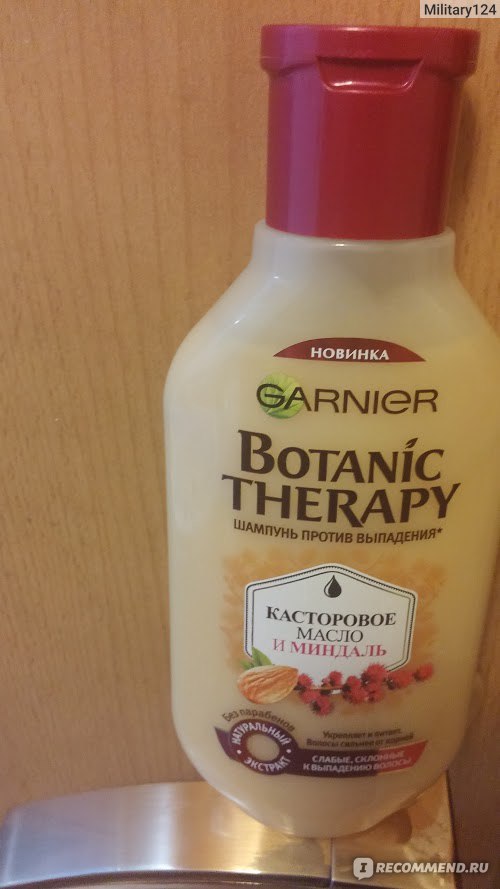 Military124
НОВИНКА
GARNIER
BOTANIC
THERAPY
ШАМПУНЬ ПРОТИВ ВЫПАДЕНИЯ*
КАСТОРОВОЕ
МАСЛО
И МИНДАЛЬ
Без парабенов
НАТУРАЛЬНЫЙ
ЭКСТРАКТ
Укрепляет и питает.
Волосы сильнее от корней
СЛАБЫЕ, СКЛОННЫЕ
К ВЫПАДЕНИЮ ВОЛОСЫ
IRECOMMEND.RU